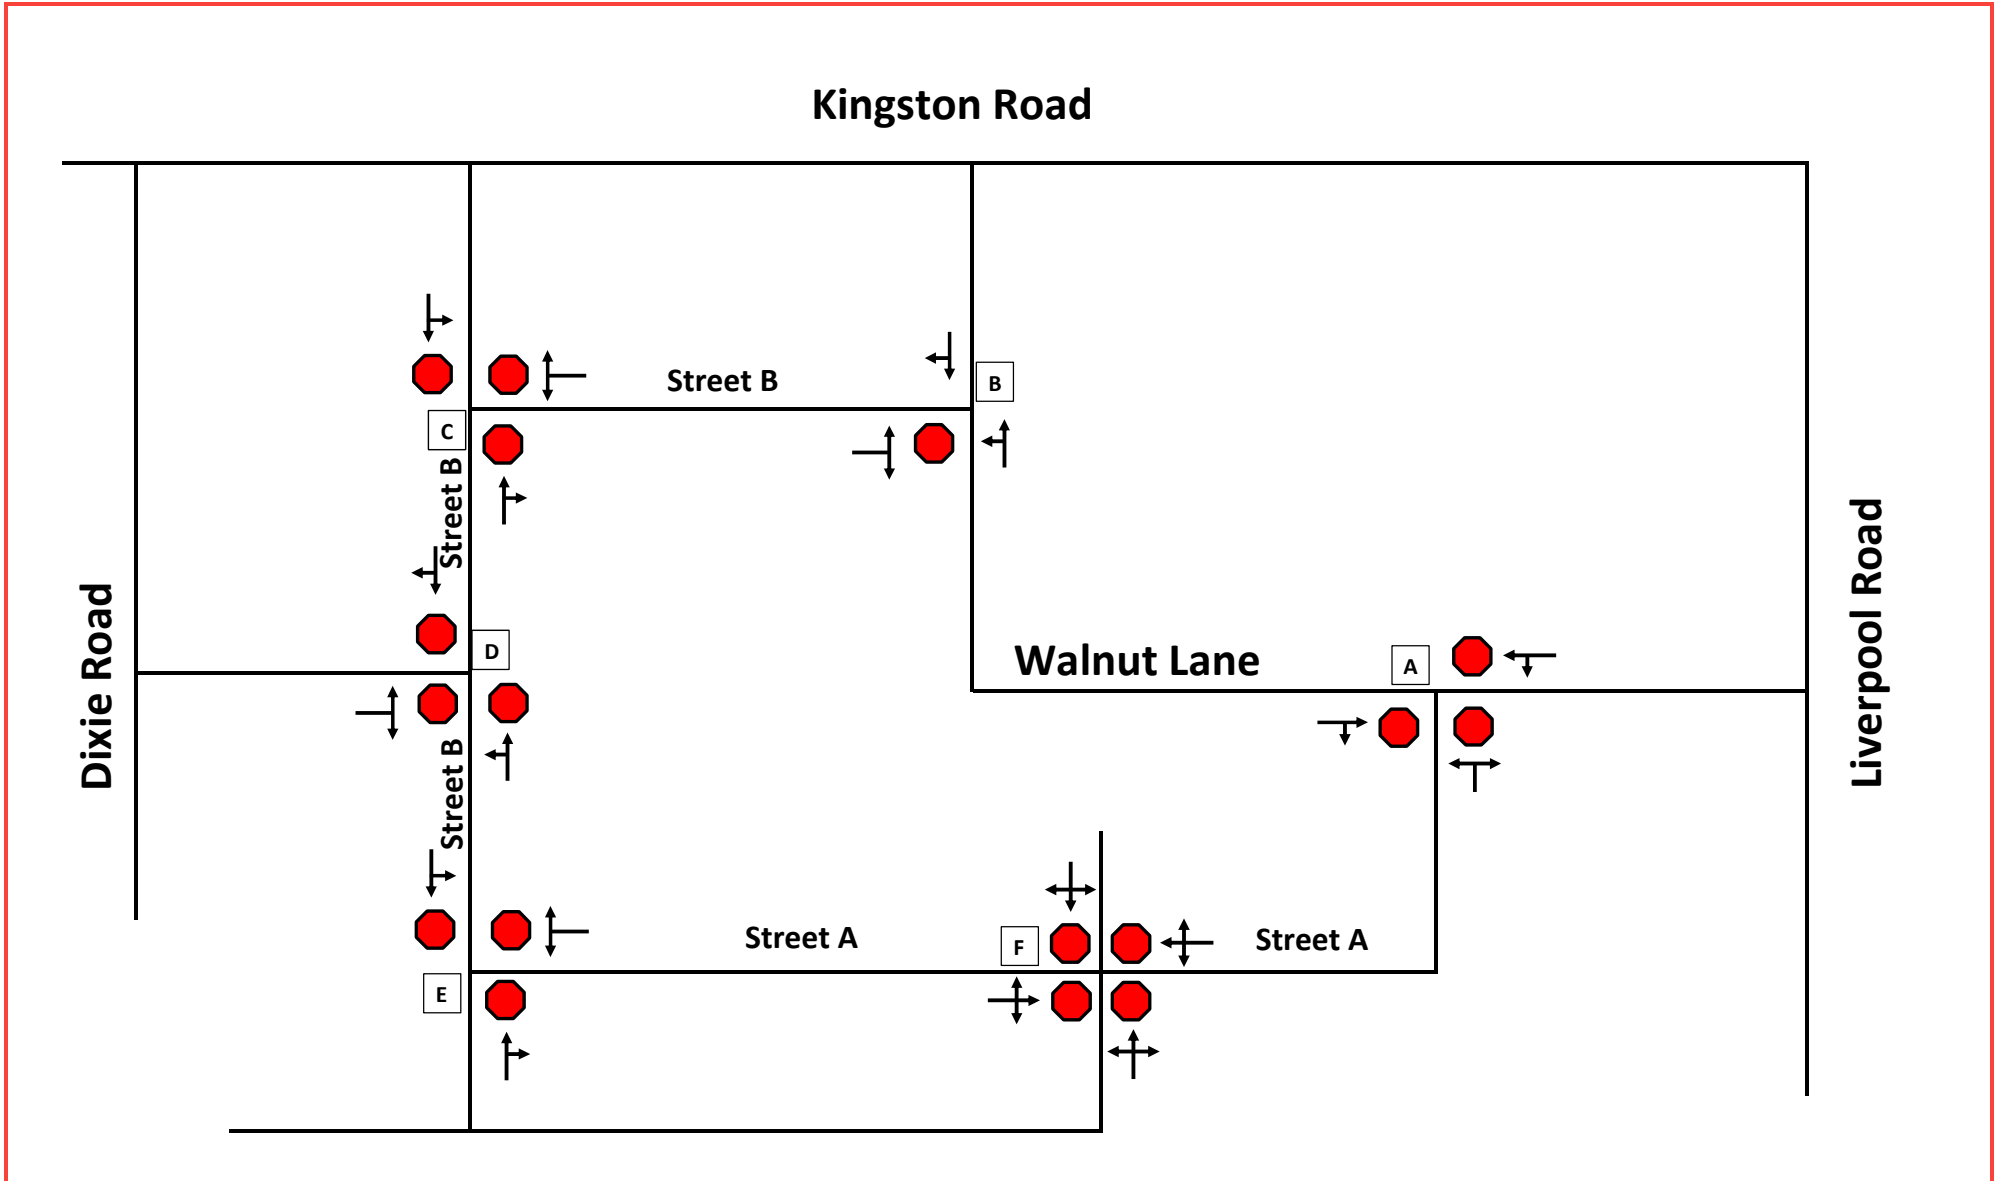 Kingston Road
Street B
B
C
Street B
Dixie Road
D
Walnut Lane
A
Liverpool Road
Street B
Street A
F
Street A
E